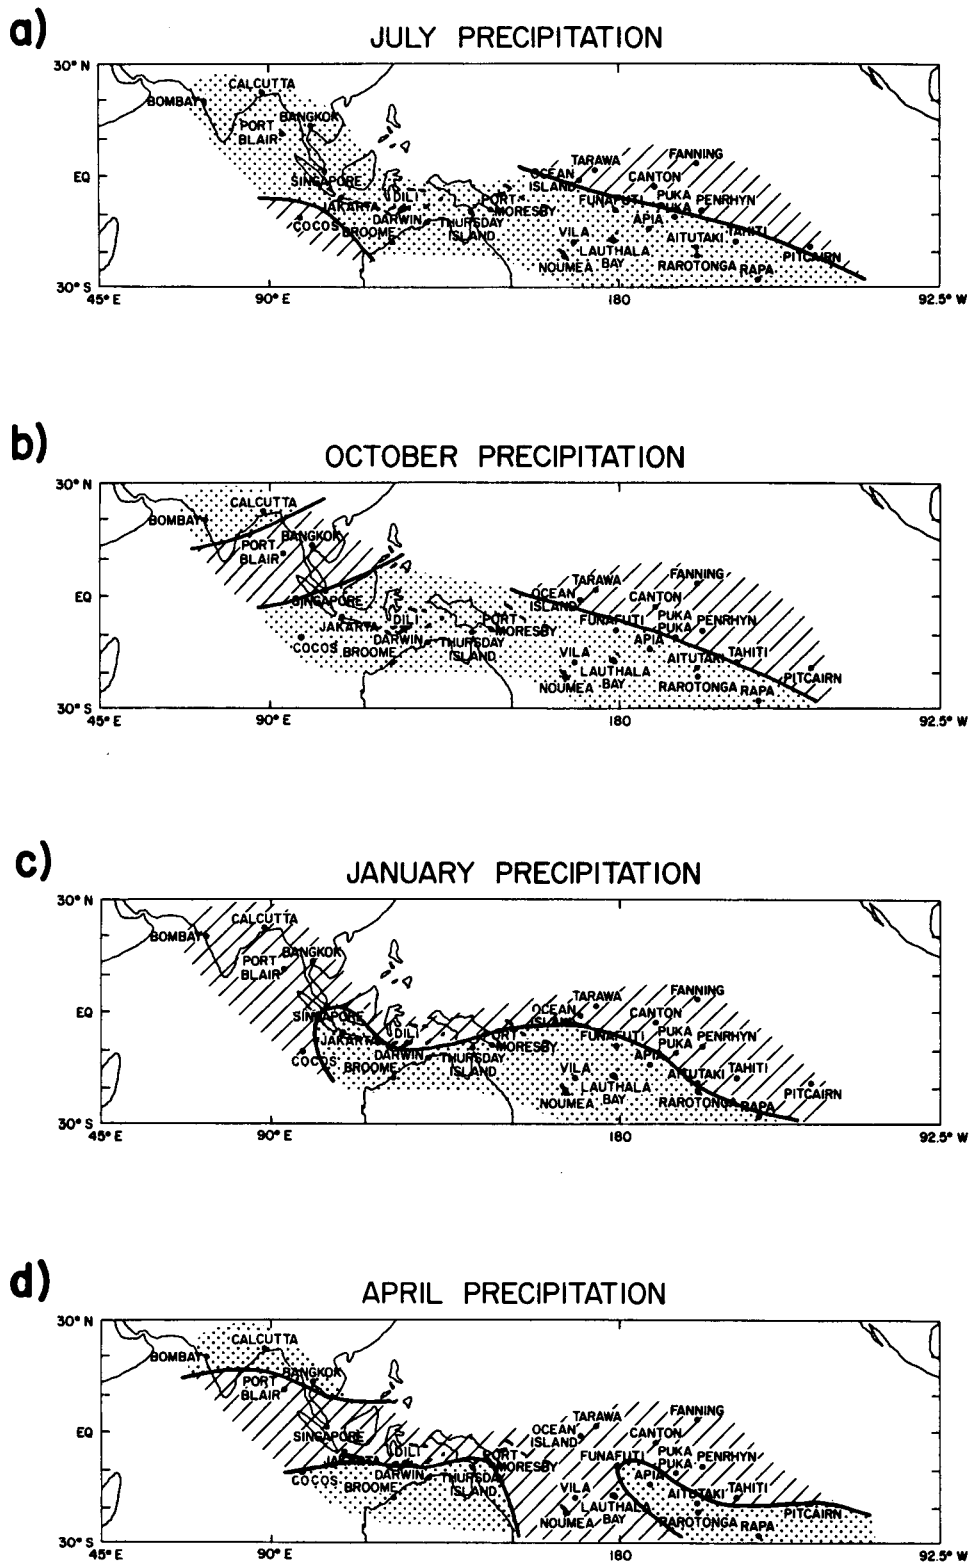 a)
JULY PRECIPITATION
30° N
CALCUTTA
BOMBAY
BANGKOK
PORT
BLAIR
TARAWA
FANNING
EQ
SINGAPORE
OCEAN
ISLAND
CANTON
JAKARTA
DILI
PORT
MORESBY
FUNAFUTI
PUKA
PUKA
PENRHYN
COCOS
BROOME
DARWIN
THURSDAY
ISLAND
APIA
VILA
AITUTAKI
TAHITI
LAUTHALA
BAY
NOUMEA
RAROTONGA
RAPA
PITCAIRN
30° S
45° E
90° E
180
92.5° W
b)
OCTOBER PRECIPITATION
30° N
CALCUTTA
BOMBAY
BANGKOK
PORT
BLAIR
TARAWA
FANNING
EQ
SINGAPORE
OCEAN
ISLAND
CANTON
JAKARTA
DILI
PORT
MORESBY
FUNAFUTI
PUKA
PUKA
PENRHYN
COCOS
BROOME
DARWIN
THURSDAY
ISLAND
APIA
VILA
AITUTAKI
TAHITI
LAUTHALA
BAY
NOUMEA
RAROTONGA
RAPA
PITCAIRN
30° S
45° E
90° E
180
92.5° W
c)
JANUARY PRECIPITATION
30° N
CALCUTTA
BOMBAY
BANGKOK
PORT
BLAIR
TARAWA
FANNING
EQ
SINGAPORE
OCEAN
ISLAND
CANTON
JAKARTA
DILI
PORT
MORESBY
FUNAFUTI
PUKA
PUKA
PENRHYN
COCOS
BROOME
DARWIN
THURSDAY
ISLAND
APIA
VILA
AITUTAKI
TAHITI
LAUTHALA
BAY
NOUMEA
RAROTONGA
RAPA
PITCAIRN
30° S
45° E
90° E
180
92.5° W
d)
APRIL PRECIPITATION
30° N
CALCUTTA
BOMBAY
BANGKOK
PORT
BLAIR
TARAWA
FANNING
EQ
SINGAPORE
OCEAN
ISLAND
CANTON
JAKARTA
DILI
PORT
MORESBY
FUNAFUTI
PUKA
PUKA
PENRHYN
COCOS
BROOME
DARWIN
THURSDAY
ISLAND
APIA
VILA
AITUTAKI
TAHITI
LAUTHALA
BAY
NOUMEA
RAROTONGA
RAPA
PITCAIRN
30° S
45° E
90° E
180
92.5° W